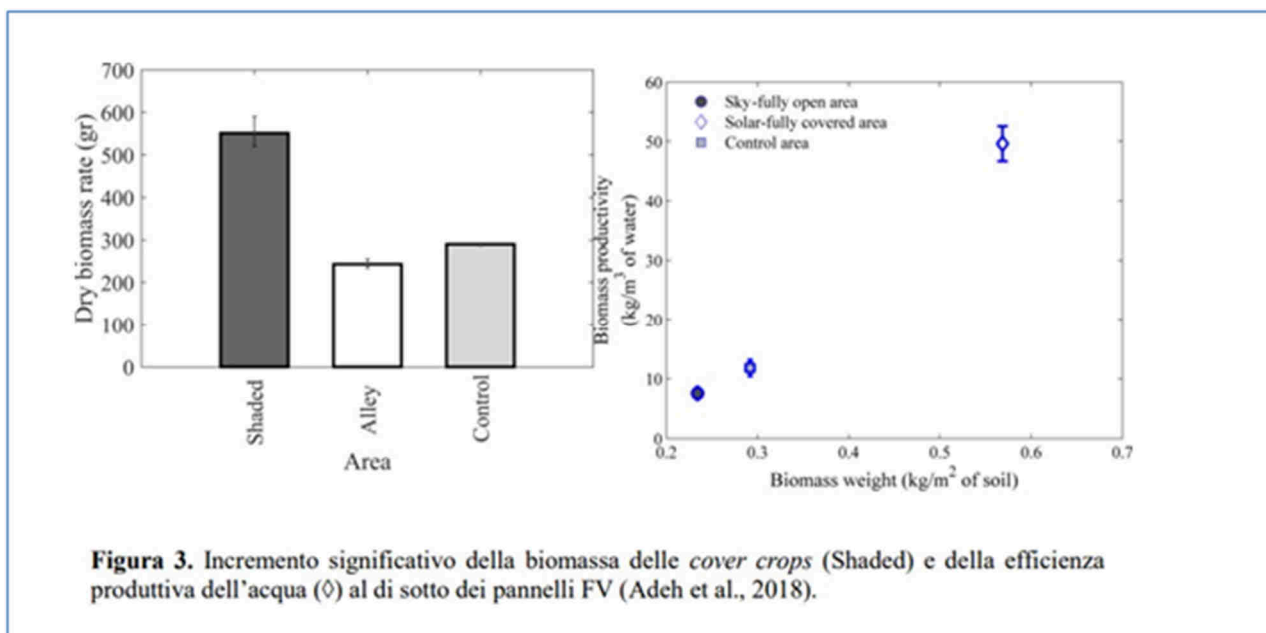 700
600
500
400
300
200
100
0
Dry biomass rate (gr)
Shaded
Alley
Control
Area
60
50
40
30
20
10
0
Biomass productivity
(kg/m³ of water)
Sky-fully open area
Solar-fully covered area
Control area
0.2 0.3 0.4 0.5 0.6 0.7
Biomass weight (kg/m² of soil)
Figura 3. Incremento significativo della biomassa delle cover crops (Shaded) e della efficienza
produttiva dell’acqua (◊) al di sotto dei pannelli FV (Adeh et al., 2018).